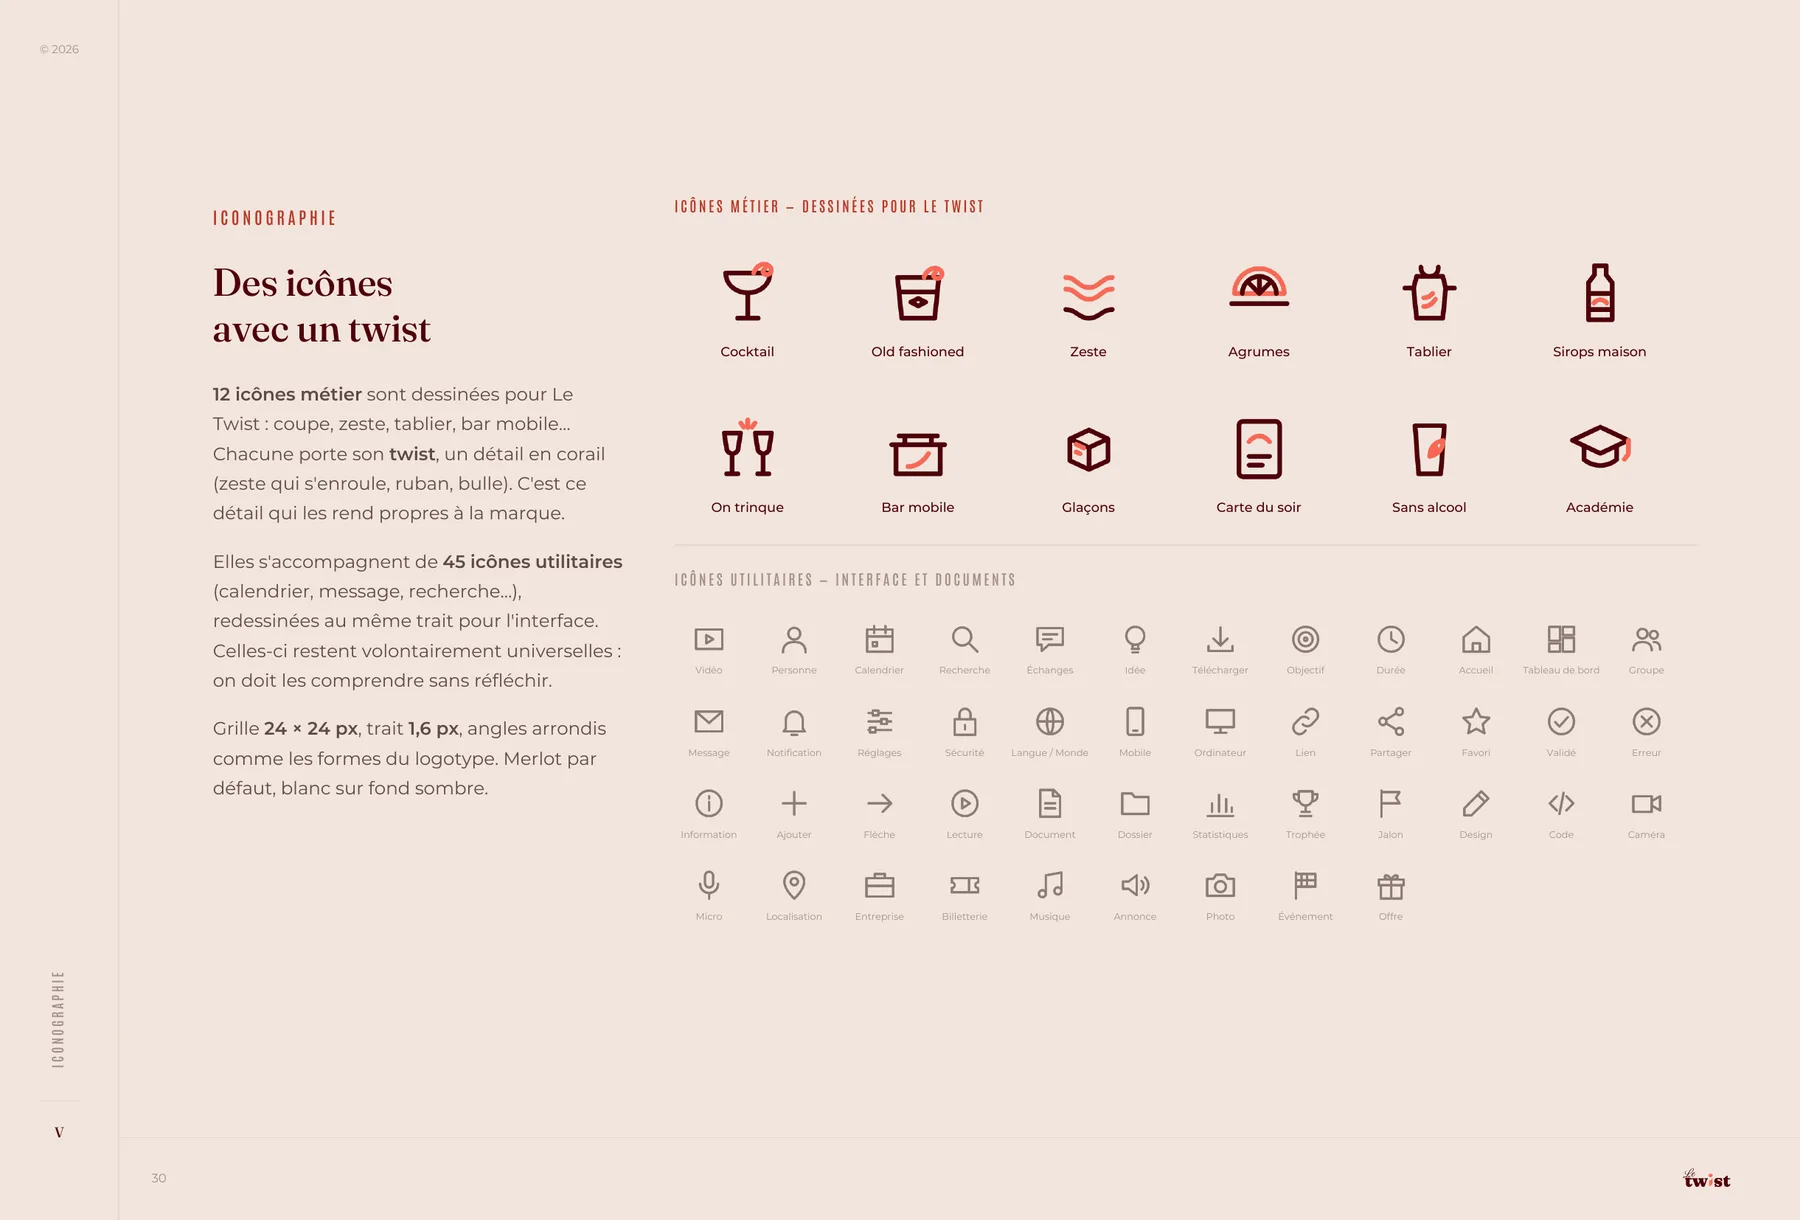 © 2026
ICONOGRAPHIE
Des icônes
avec un twist
12 icônes métier sont dessinées pour Le
Twist : coupe, zeste, tablier, bar mobile...
Chacune porte son twist, un détail en corail
(zeste qui s'enroule, ruban, bulle). C'est ce
détail qui les rend propres à la marque.
Elles s'accompagnent de 45 icônes utilitaires
(calendrier, message, recherche...),
redessinées au même trait pour l'interface.
Celles-ci restent volontairement universelles :
on doit les comprendre sans réfléchir.
Grille 24 × 24 px, trait 1,6 px, angles arrondis
comme les formes du logotype. Merlot par
défaut, blanc sur fond sombre.
ICÔNES MÉTIER – DESSINÉES POUR LE TWIST
Cocktail Old fashioned Zeste Agrumes Tablier Sirops maison
On trinque Bar mobile Glaçons Carte du soir Sans alcool Académie
ICÔNES UTILITAIRES – INTERFACE ET DOCUMENTS
Vidéo Personne Calendrier Recherche Échanges Idée Télécharger Objectif Durée Accueil Tableau de bord Groupe
Message Notification Réglages Sécurité Langue / Monde Mobile Ordinateur Lien Partager Favori Validé Erreur
Information Ajouter Flèche Lecture Document Dossier Statistiques Trophée Jalon Design Code Caméra
Micro Localisation Entreprise Billetterie Musique Annonce Photo Événement Offre
ICONOGRAPHIE
V
30
Le
twist